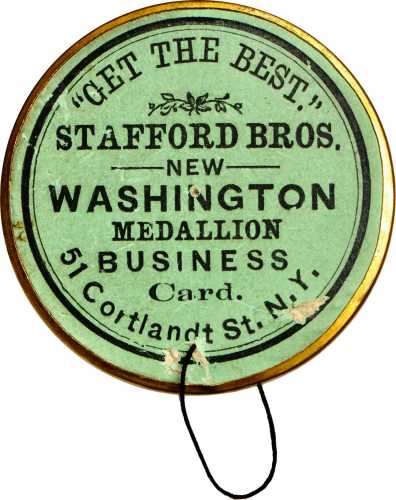 "GET THE BEST."
STAFFORD BROS.
NEW
WASHINGTON
MEDALLION
BUSINESS
Card.
51 Cortlandt St. N.Y.